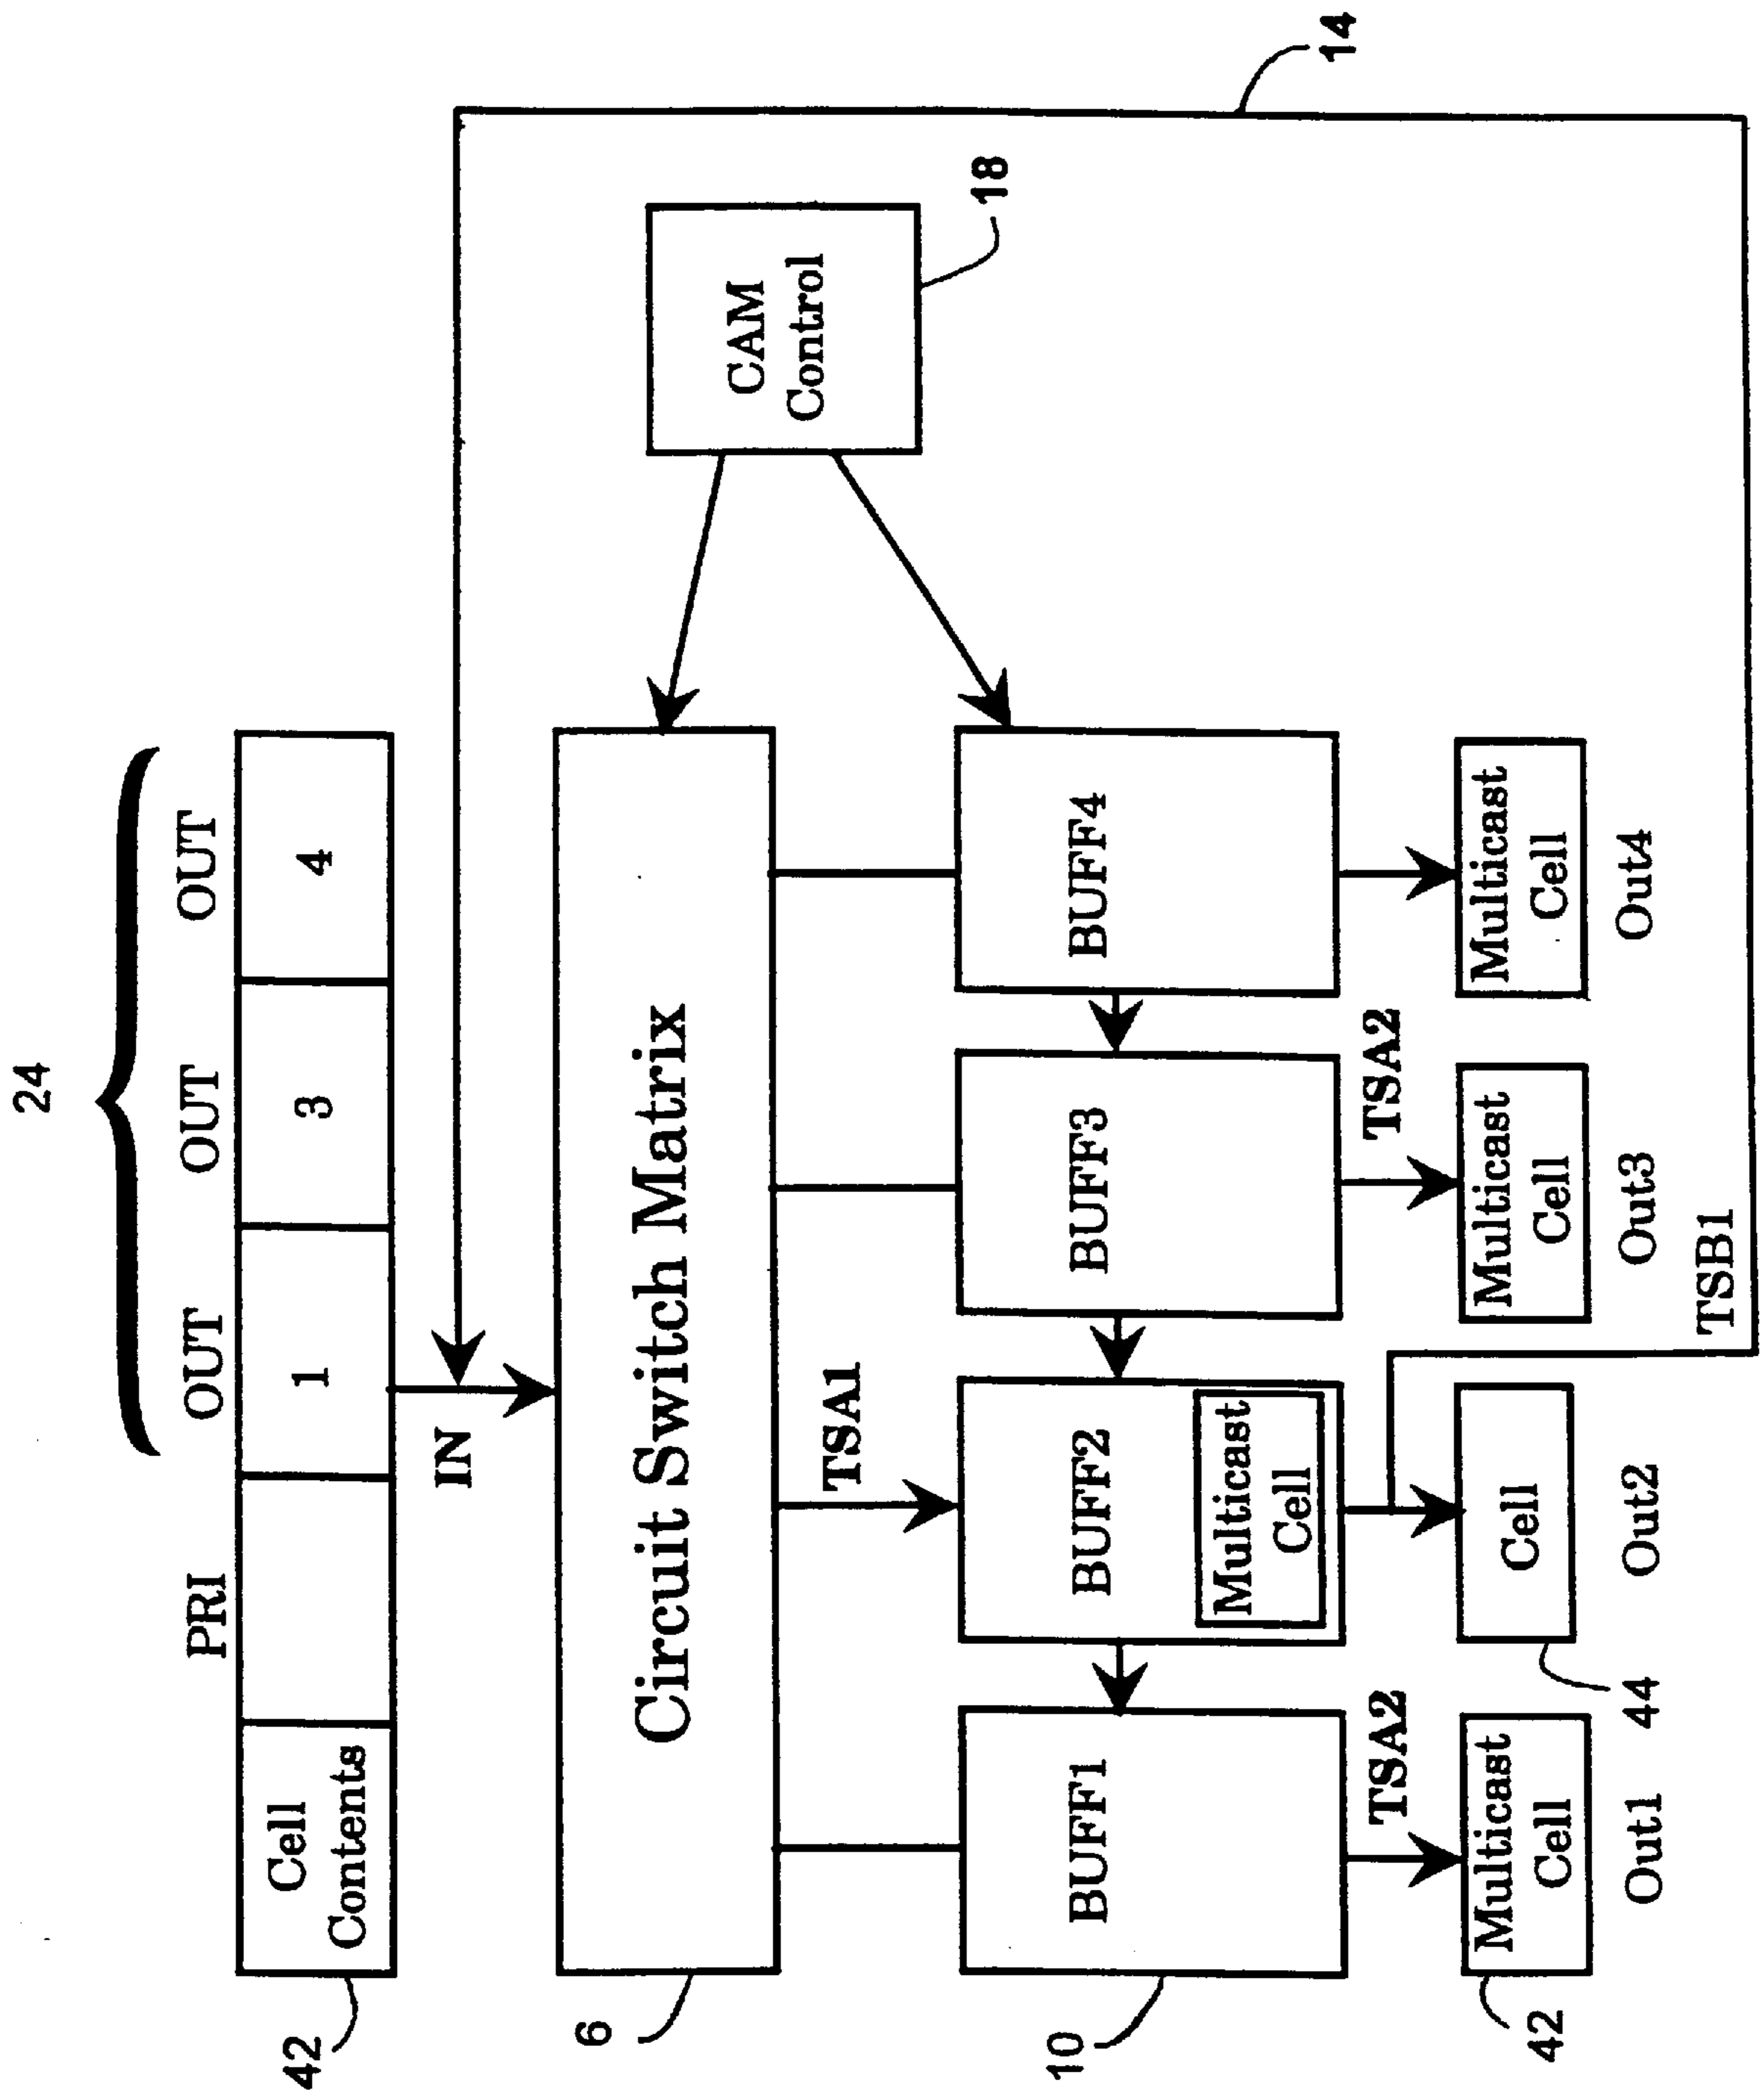 24
PRI OUT OUT OUT
42
Cell
Contents
1
3
4
IN
14
6
Circuit Switch Matrix
CAM
Control
18
TSA1
10
BUFF1
BUFF2
BUFF3
BUFF4
Multicast
Cell
TSA2
TSA2
42
Multicast
Cell
Cell
Multicast
Cell
Multicast
Cell
44
Out1
Out2
Out3
Out4
TSB1